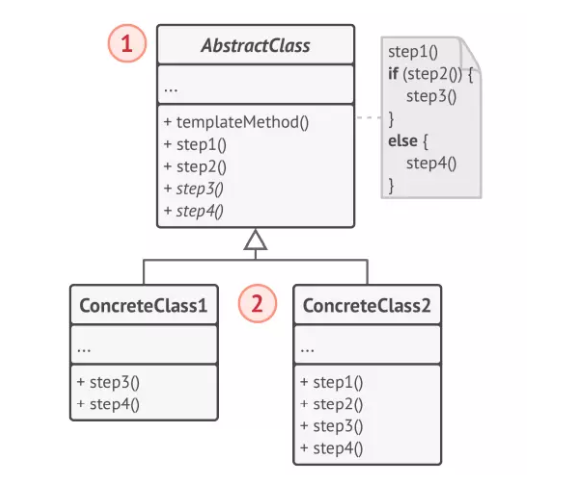 1
AbstractClass
...
+ templateMethod()
+ step1()
+ step2()
+ step3()
+ step4()
step1()
if (step2()) {
step3()
}
else {
step4()
}
ConcreteClass1
...
+ step3()
+ step4()
2
ConcreteClass2
...
+ step1()
+ step2()
+ step3()
+ step4()